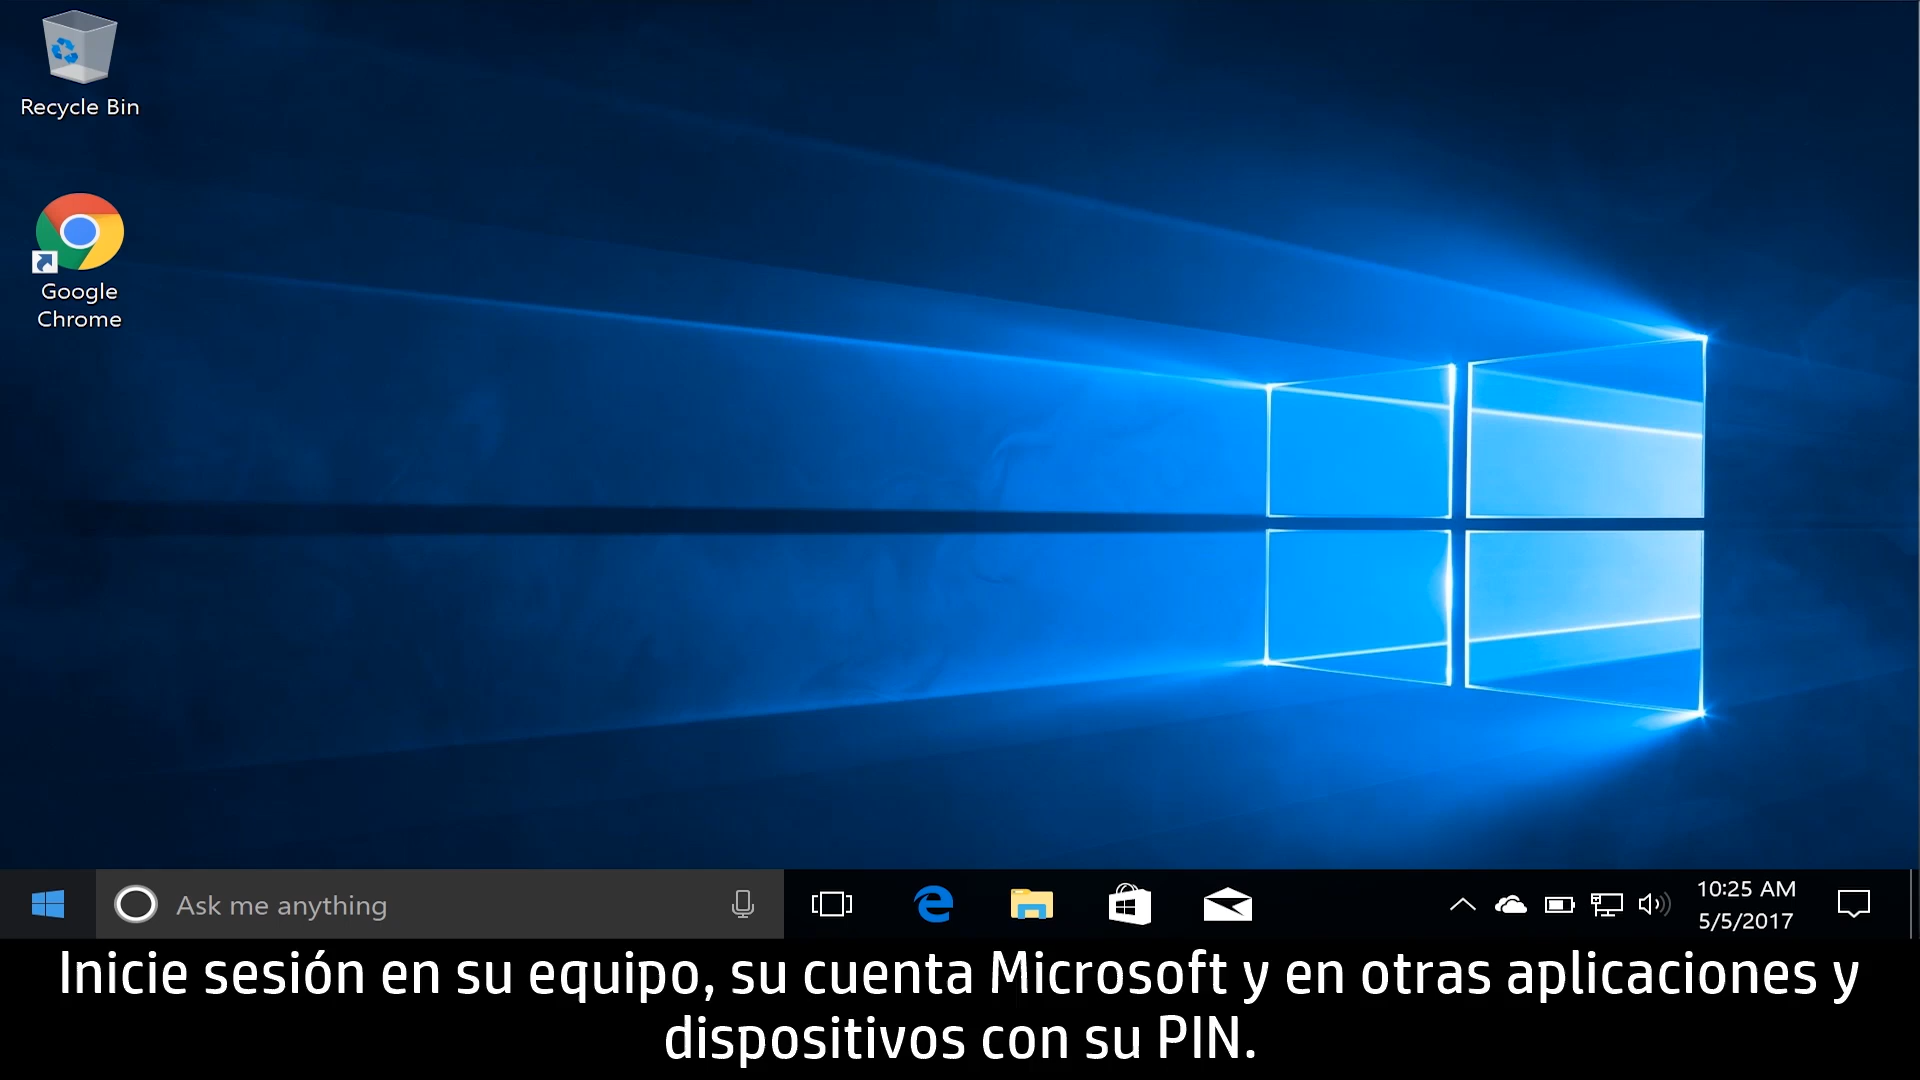 Recycle Bin
Google
Chrome
Ask me anything
10:25 AM
5/5/2017
Inicie sesión en su equipo, su cuenta Microsoft y en otras aplicaciones y
dispositivos con su PIN.